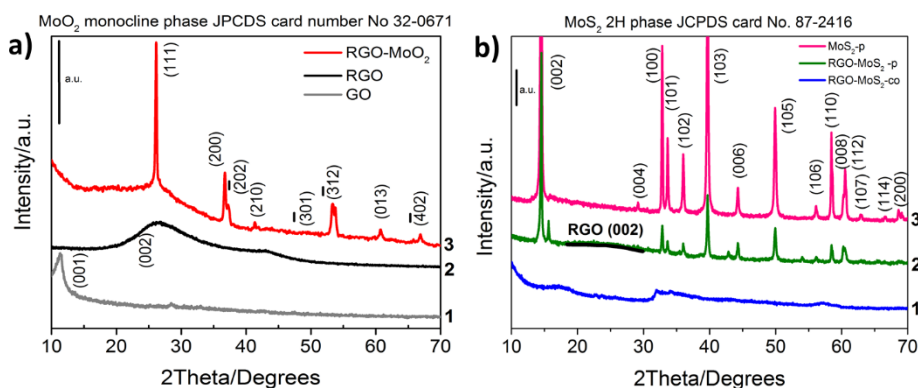 MoO₂ monocline phase JPCDS card number No 32-0671
a)
a.u.
RGO-MoO₂
RGO
GO
(111)
(200)
(202)
(210)
(301)
(312)
(013)
(402)
(002)
(001)
3
2
1
Intensity/a.u.
10 20 30 40 50 60 70
2Theta/Degrees
MoS₂ 2H phase JCPDS card No. 87-2416
b)
a.u.
MoS₂-p
RGO-MoS₂ -p
RGO-MoS₂-co
(002)
(004)
(100)
(101)
(102)
(103)
(006)
(105)
(106)
(110)
(008)
(112)
(107)
(114)
(200)
RGO (002)
3
2
1
Intensity/a.u.
10 20 30 40 50 60 70
2Theta/Degrees